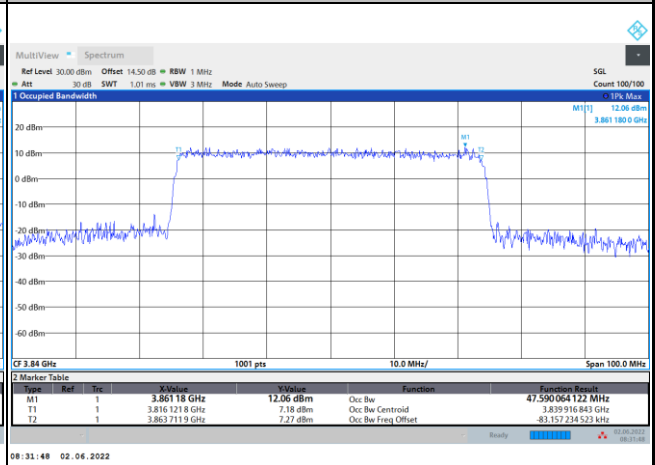 MultiView Spectrum
Ref Level 30.00 dBm Offset 14.50 dB RBW 1 MHz SGL
Att 30 dB SWT 1.01 ms VBW 3 MHz Mode Auto Sweep Count 100/100
1 Occupied Bandwidth 1Pk Max
M1[1] 12.06 dBm
3.861 180 0 GHz
20 dBm
M1
10 dBm T1 T2
0 dBm
-10 dBm
-20 dBm
-30 dBm
-40 dBm
-50 dBm
-60 dBm
CF 3.84 GHz 1001 pts 10.0 MHz/ Span 100.0 MHz
2 Marker Table
Type Ref Trc X-Value Y-Value Function Function Result
M1 1 3.861 18 GHz 12.06 dBm Occ Bw 47.590 064 122 MHz
T1 1 3.816 121 8 GHz 7.18 dBm Occ Bw Centroid 3.839 916 843 GHz
T2 1 3.863 711 9 GHz 7.27 dBm Occ Bw Freq Offset -83.157 234 523 kHz
Ready 02.06.2022
08:31:48
08:31:48 02.06.2022